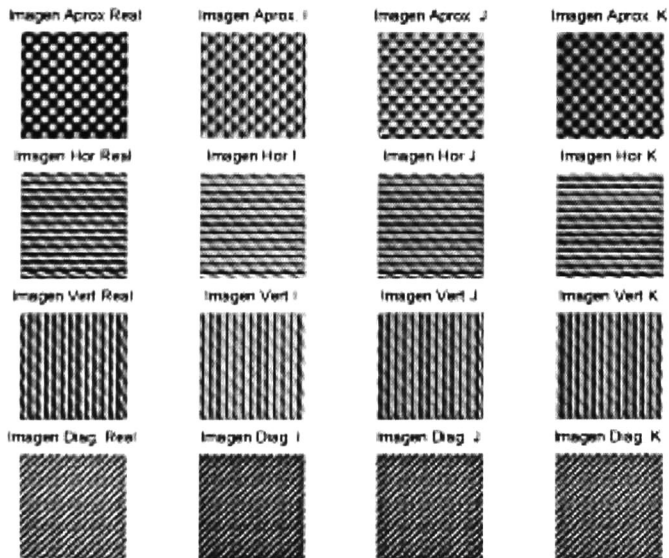 Imagen Aprox Real Imagen Aprox. I Imagen Aprox. J Imagen Aprox. K
Imagen Hor Real Imagen Hor I Imagen Hor J Imagen Hor K
Imagen Vert Real Imagen Vert I Imagen Vert J Imagen Vert K
Imagen Diag. Real Imagen Diag. I Imagen Diag. J Imagen Diag. K